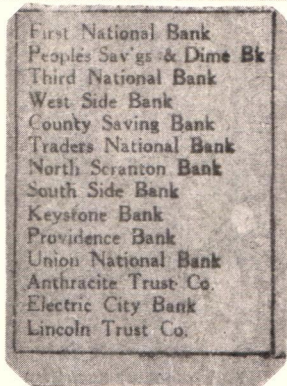 First National Bank
Peoples Sav'gs & Dime Bk
Third National Bank
West Side Bank
County Saving Bank
Traders National Bank
North Scranton Bank
South Side Bank
Keystone Bank
Providence Bank
Union National Bank
Anthracite Trust Co.
Electric City Bank
Lincoln Trust Co.